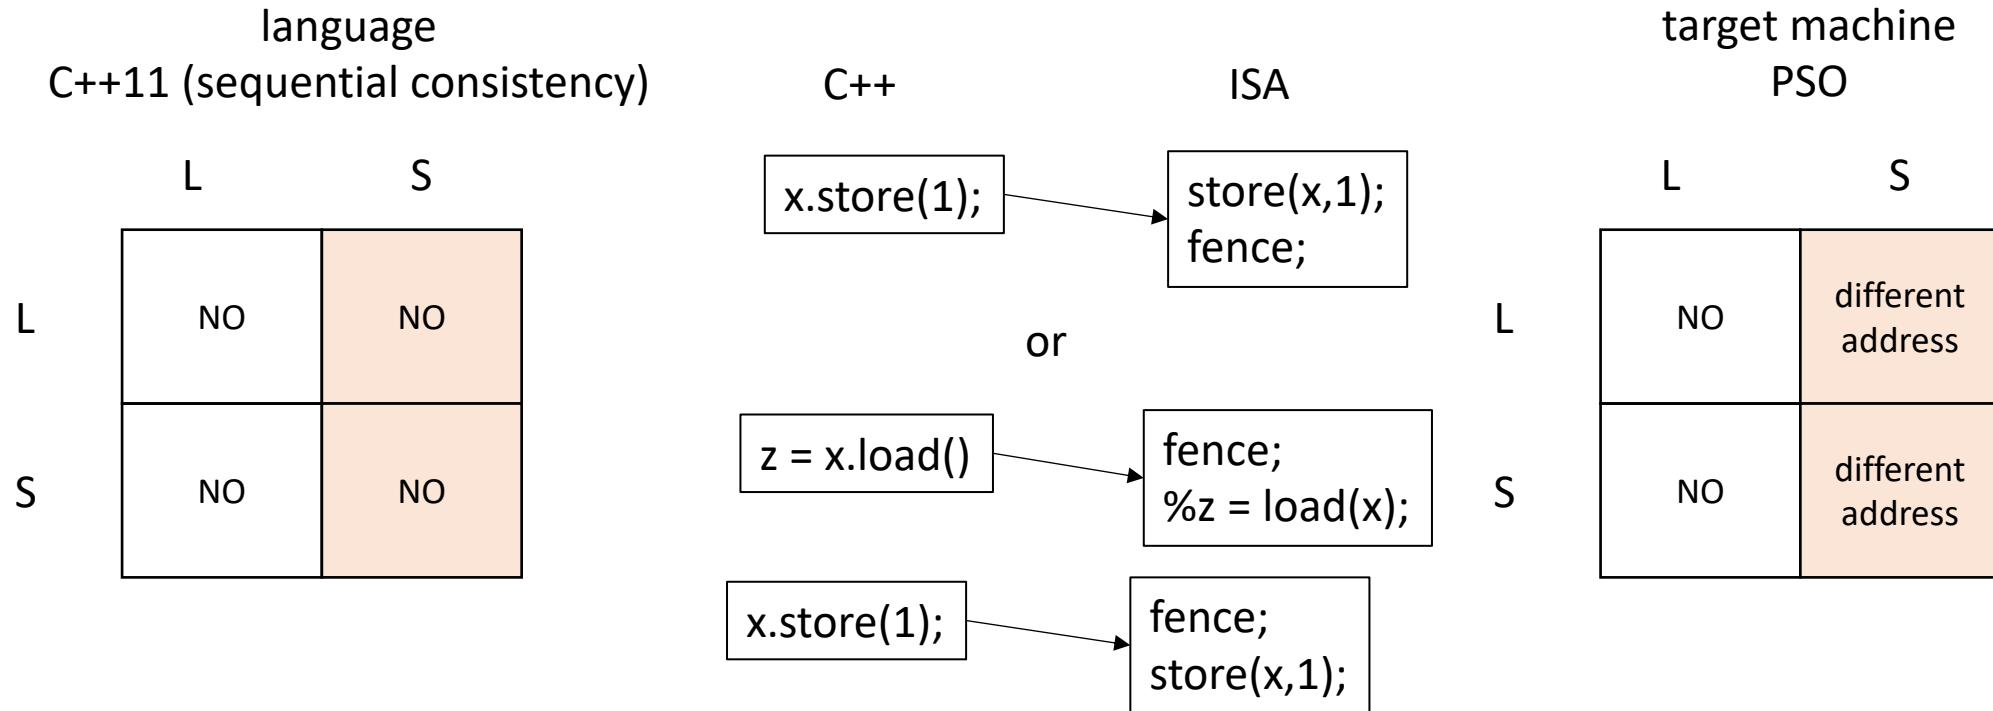 language
C++11 (sequential consistency)
L S
L NO NO
S NO NO
C++ ISA
x.store(1);
store(x,1);
fence;
or
z = x.load()
fence;
%z = load(x);
x.store(1);
fence;
store(x,1);
target machine
PSO
L S
L NO different
address
S NO different
address